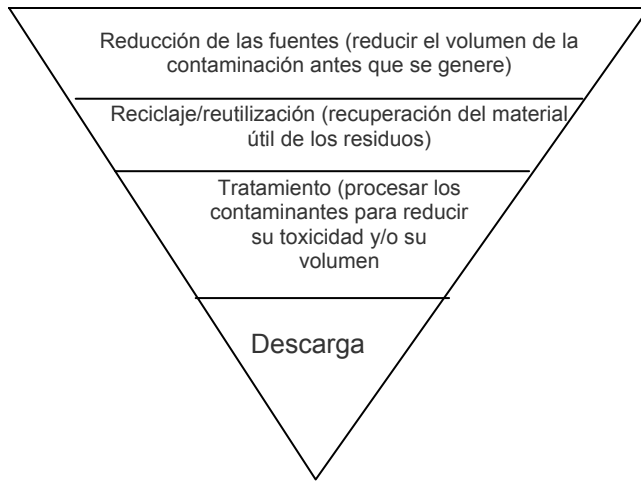 Reducción de las fuentes (reducir el volumen de la
contaminación antes que se genere)
Reciclaje/reutilización (recuperación del material
útil de los residuos)
Tratamiento (procesar los
contaminantes para reducir
su toxicidad y/o su
volumen
Descarga